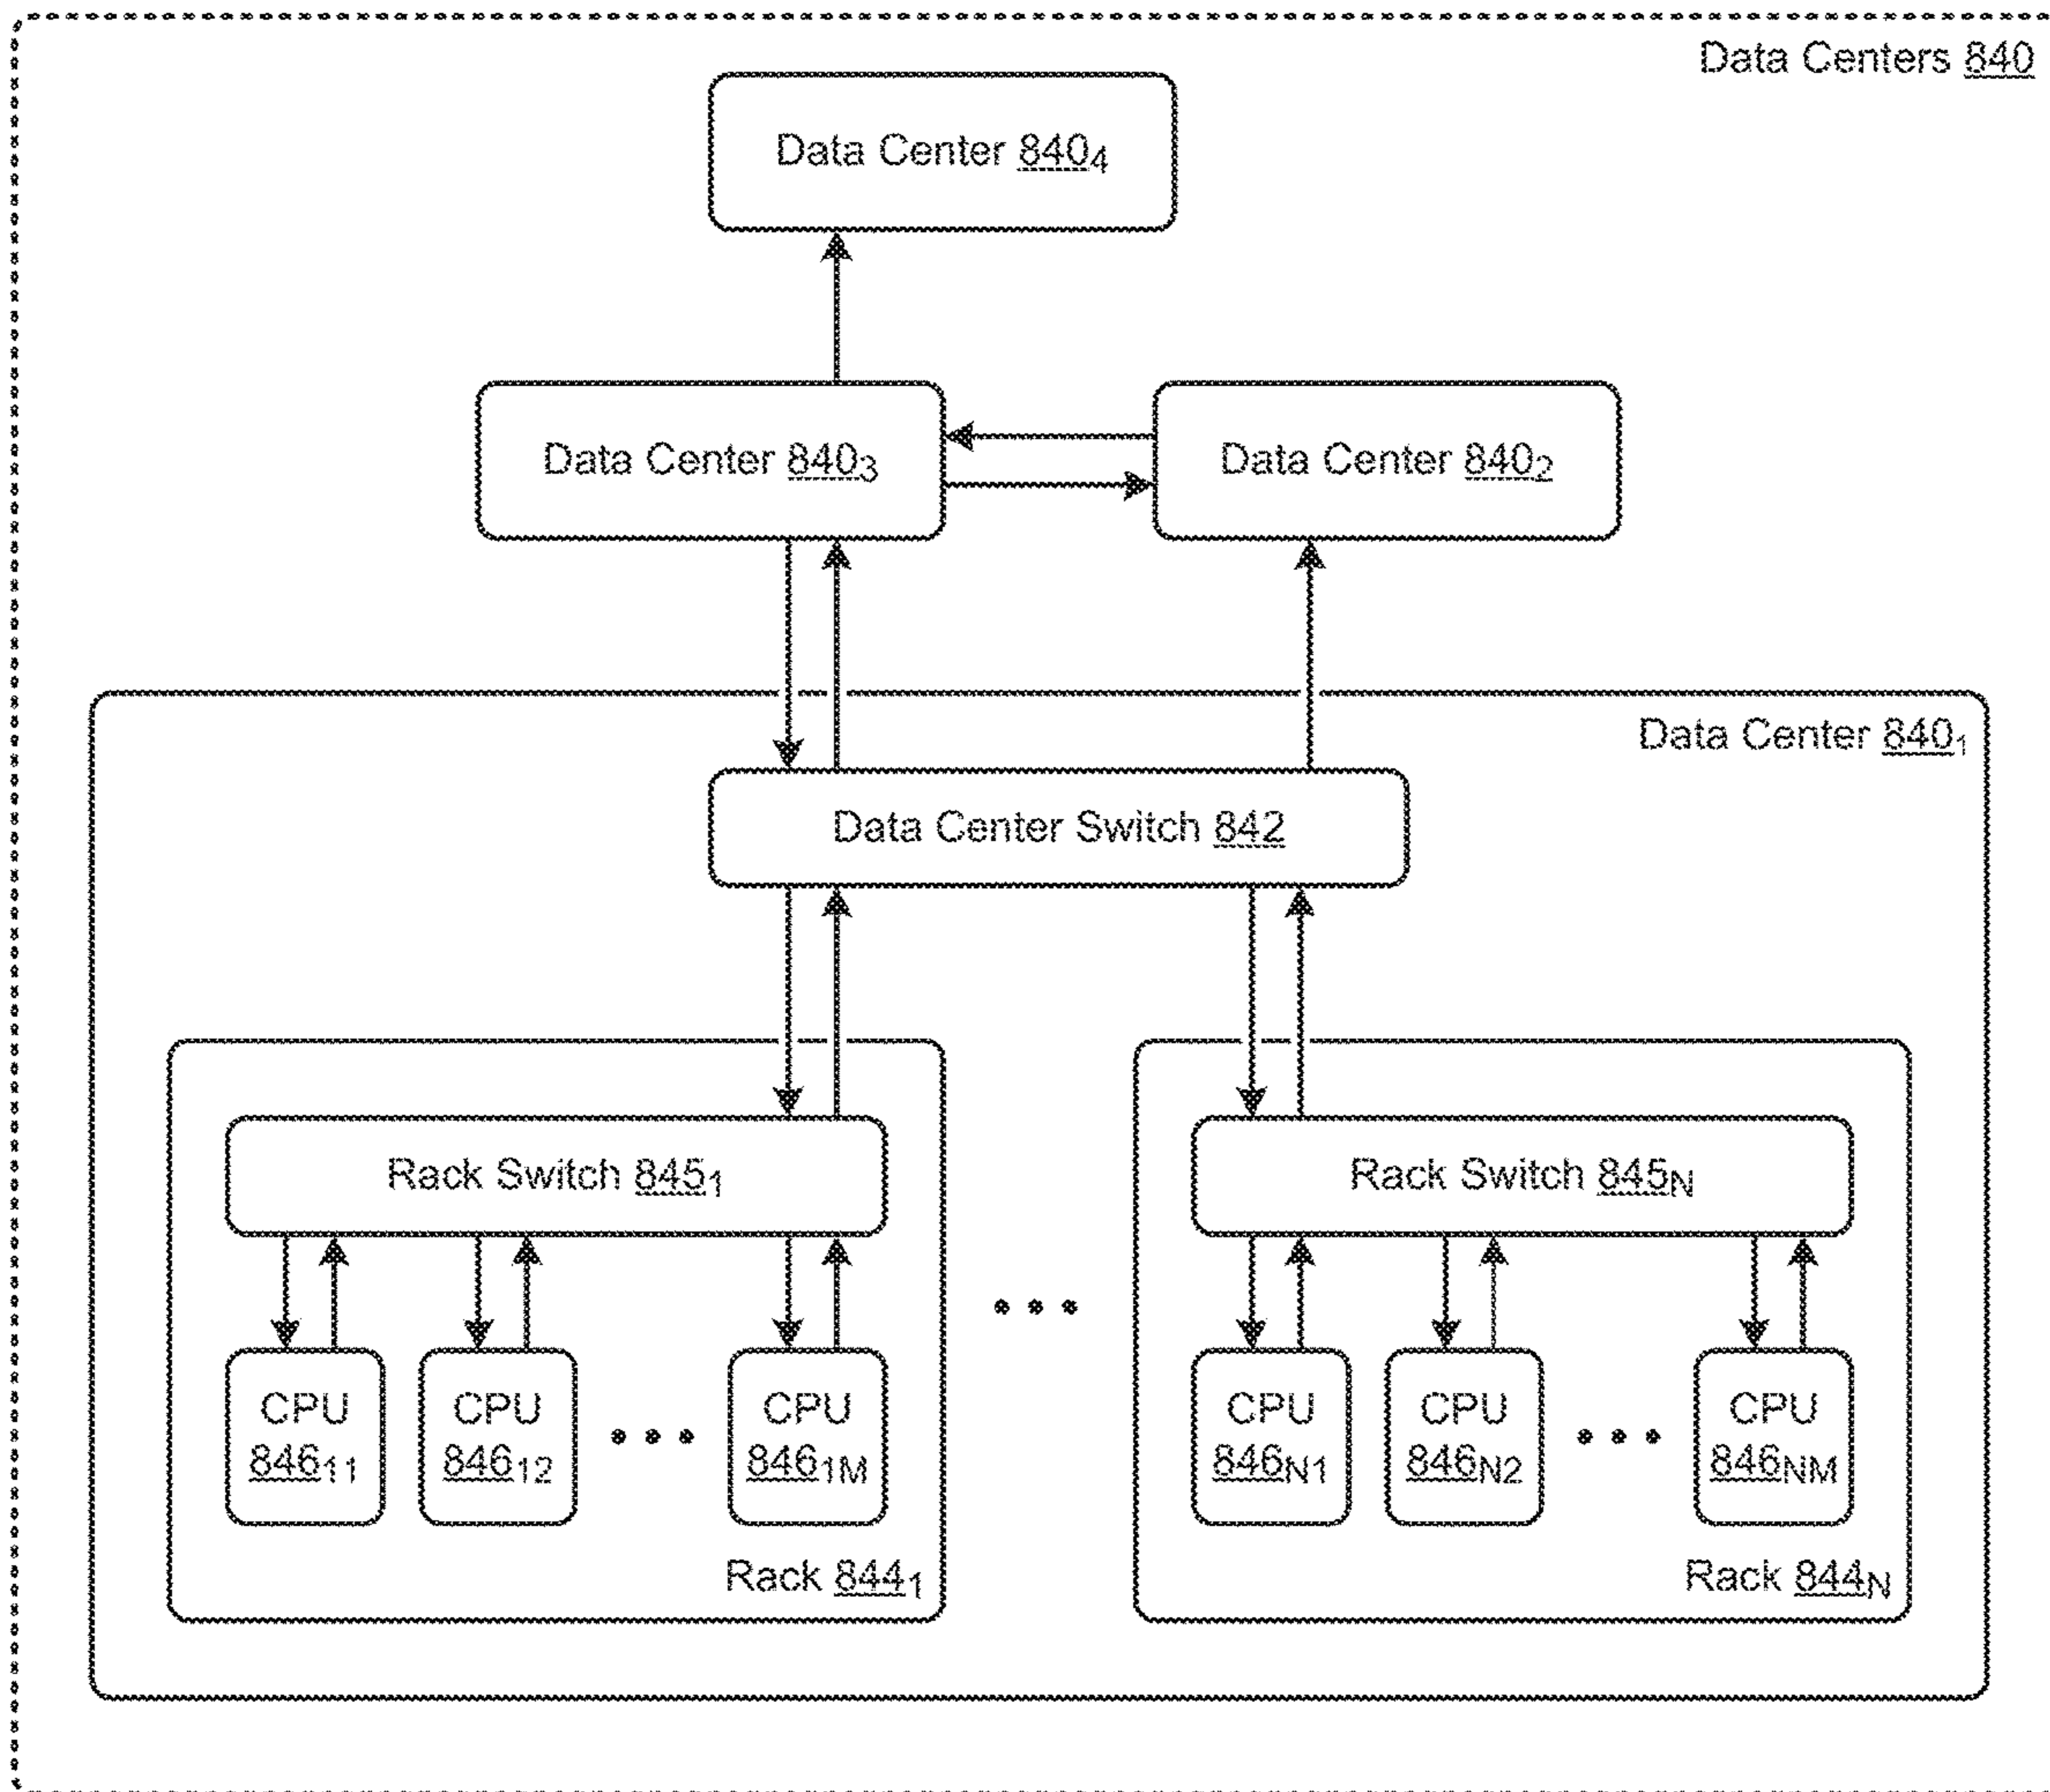 Data Centers 840
Data Center 840₄
Data Center 840₃
Data Center 840₂
Data Center 840₁
Data Center Switch 842
Rack Switch 845₁
Rack Switch 845N
CPU
846₁₁
CPU
846₁₂
CPU
846₁M
CPU
846N₁
CPU
846N₂
CPU
846NM
Rack 844₁
Rack 844N